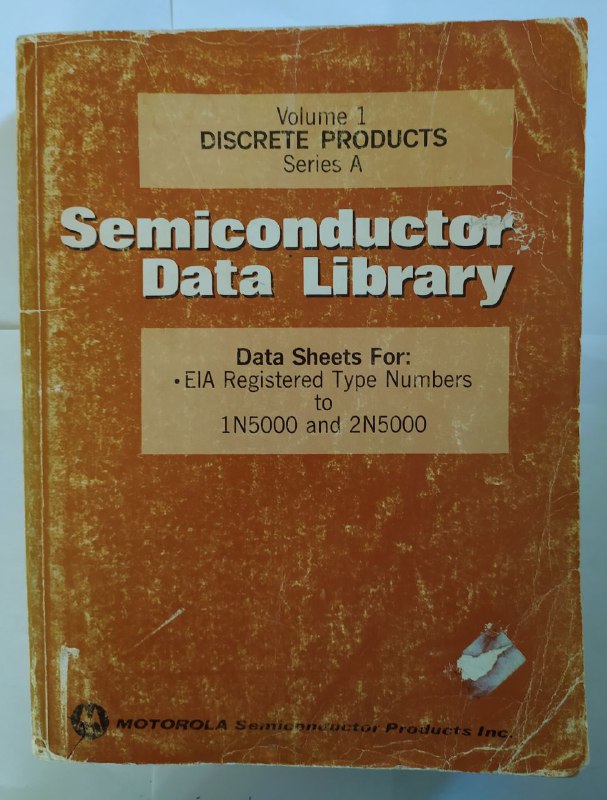 Volume 1
DISCRETE PRODUCTS
Series A
Semiconductor
Data Library
Data Sheets For:
• EIA Registered Type Numbers
to
1N5000 and 2N5000
MOTOROLA Semiconductor Products Inc.